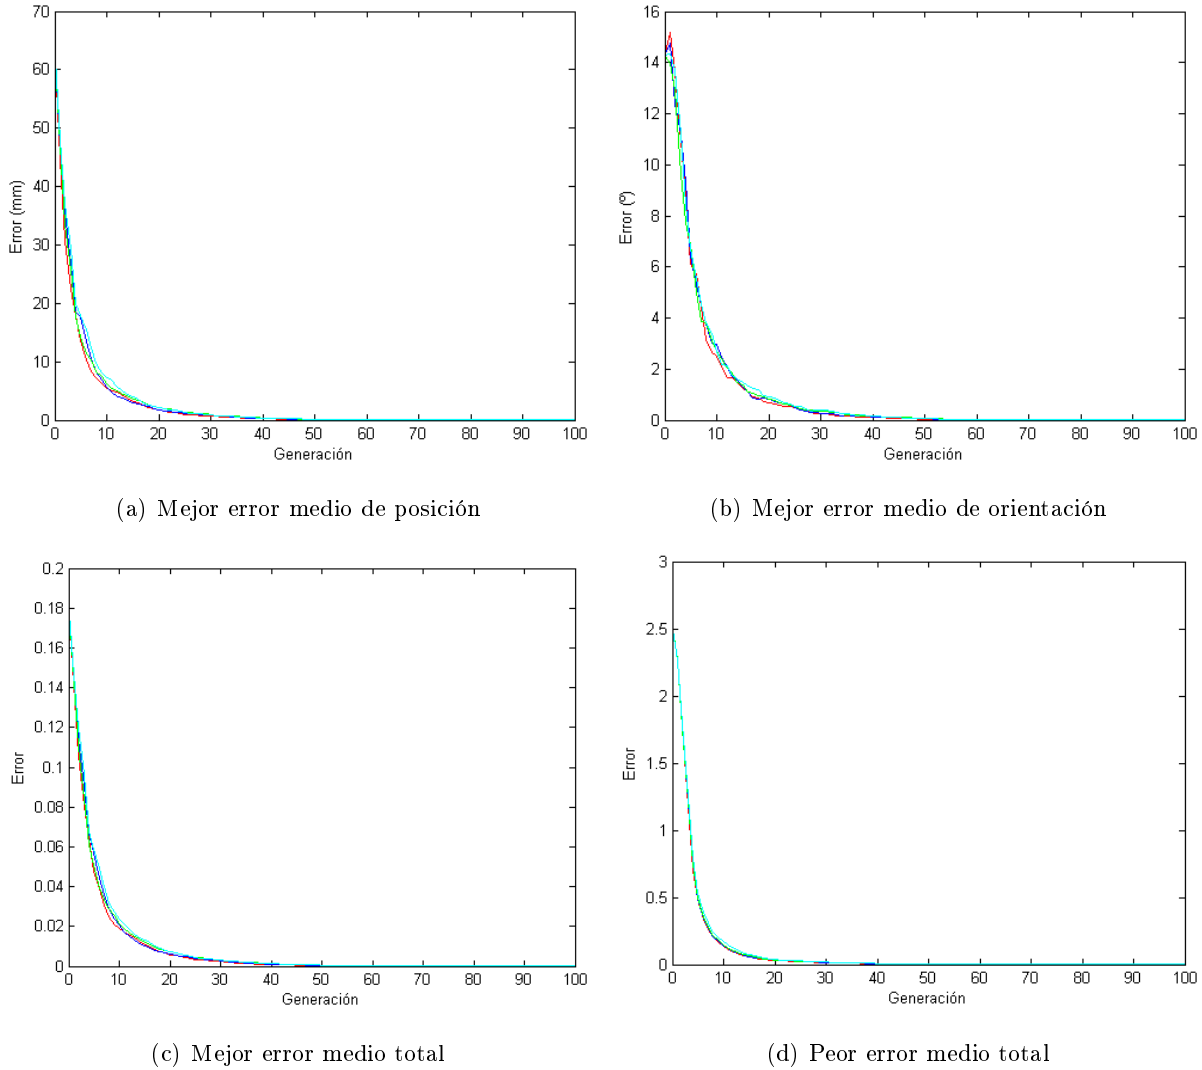 70
60
50
40
30
20
10
0
Error (mm)
0 10 20 30 40 50 60 70 80 90 100
Generación
(a) Mejor error medio de posición
16
14
12
10
8
6
4
2
0
Error (º)
0 10 20 30 40 50 60 70 80 90 100
Generación
(b) Mejor error medio de orientación
0.2
0.18
0.16
0.14
0.12
0.1
0.08
0.06
0.04
0.02
0
Error
0 10 20 30 40 50 60 70 80 90 100
Generación
(c) Mejor error medio total
3
2.5
2
1.5
1
0.5
0
Error
0 10 20 30 40 50 60 70 80 90 100
Generación
(d) Peor error medio total